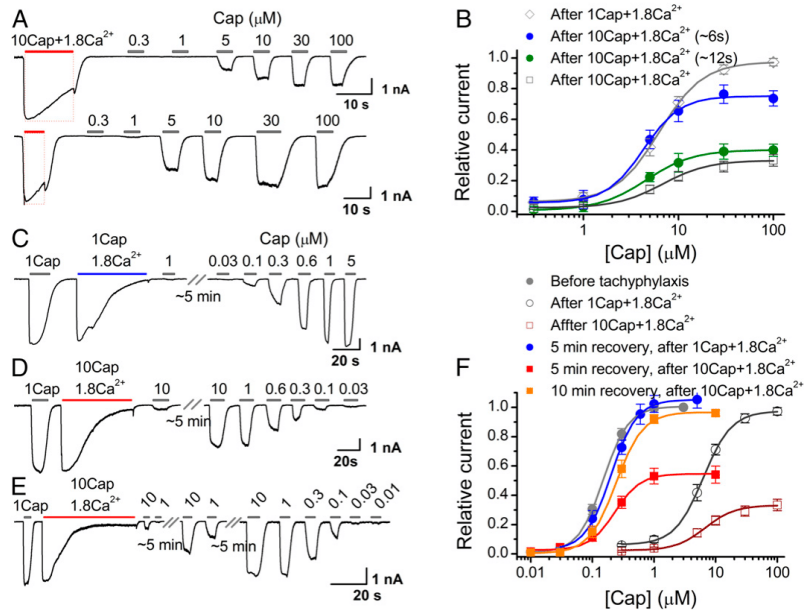 A
Cap (μM)
10Cap+1.8Ca²⁺ 0.3 1 5 10 30 100
1 nA
10 s
0.3 1 5 10 30 100
1 nA
10 s
B
After 1Cap+1.8Ca²⁺
After 10Cap+1.8Ca²⁺ (~6s)
After 10Cap+1.8Ca²⁺ (~12s)
After 10Cap+1.8Ca²⁺
Relative current
1.0
0.8
0.6
0.4
0.2
0.0
1 10 100
[Cap] (μM)
C
1Cap
1Cap
1.8Ca²⁺
1
~5 min
Cap (μM)
0.03 0.1 0.3 0.6 1 5
1 nA
20 s
D
10Cap
1Cap 1.8Ca²⁺ 10
~5 min
10 1 0.6 0.3 0.1 0.03
1 nA
20s
E
10Cap
1Cap 1.8Ca²⁺ 10 1
~5 min
10 1
~5 min
10 1 0.3 0.1 0.03 0.01
1 nA
20 s
Before tachyphylaxis
After 1Cap+1.8Ca²⁺
Affter 10Cap+1.8Ca²⁺
5 min recovery, after 1Cap+1.8Ca²⁺
5 min recovery, after 10Cap+1.8Ca²⁺
10 min recovery, after 10Cap+1.8Ca²⁺
F
Relative current
1.0
0.8
0.6
0.4
0.2
0.0
0.01 0.1 1 10 100
[Cap] (μM)